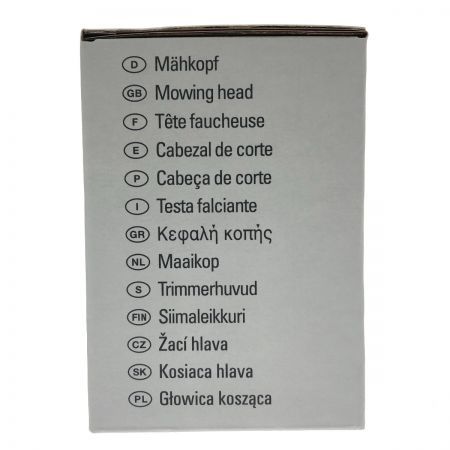 D Mähkopf
GB Mowing head
F Tête faucheuse
E Cabezal de corte
P Cabeça de corte
I Testa falciante
GR Κεφαλή κοπής
NL Maaikop
S Trimmerhuvud
FIN Siimaleikkuri
CZ Žací hlava
SK Kosiaca hlava
PL Głowica kosząca